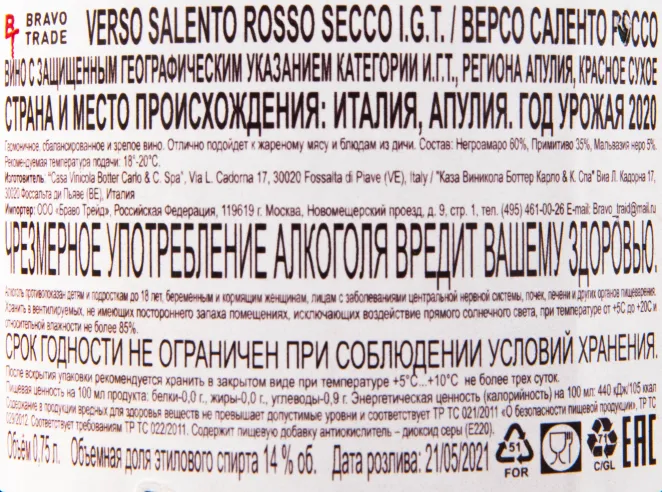 BRAVO TRADE
VERSO SALENTO ROSSO SECCO I.G.T. / ВЕРСО САЛЕНТО РОССО
ВИНО С ЗАЩИЩЕННЫМ ГЕОГРАФИЧЕСКИМ УКАЗАНИЕМ КАТЕГОРИИ И.Г.Т., РЕГИОНА АПУЛИЯ, КРАСНОЕ СУХОЕ
СТРАНА И МЕСТО ПРОИСХОЖДЕНИЯ: ИТАЛИЯ, АПУЛИЯ. ГОД УРОЖАЯ 2020
Гармоничное, сбалансированное и зрелое вино. Отлично подойдет к жареному мясу и блюдам из дичи. Состав: Негроамаро 60%, Примитиво 35%, Мальвазия неро 5%.
Рекомендуемая температура подачи: 18°-20°С.
Изготовитель: "Casa Vinicola Botter Carlo & C. Spa", Via L. Cadorna 17, 30020 Fossalta di Piave (VE), Italy / "Каза Виникола Боттер Карло & К. Спа" Виа Л. Кадорна 17,
30020 Фоссальта ди Пьяве (ВЕ), Италия
Импортер: ООО «Браво Трейд», Российская Федерация, 119619 г. Москва, Новомещерский проезд, д. 9, стр. 1, тел. (495) 461-00-26 E-mail: Bravo_traid@mail.ru
ЧРЕЗМЕРНОЕ УПОТРЕБЛЕНИЕ АЛКОГОЛЯ ВРЕДИТ ВАШЕМУ ЗДОРОВЬЮ.
Алкоголь противопоказан детям и подросткам до 18 лет, беременным и кормящим женщинам, лицам с заболеваниями центральной нервной системы, почек, печени и других органов пищеварения.
Хранить в вентилируемых, не имеющих постороннего запаха помещениях, исключающих воздействие прямого солнечного света, при температуре от +5С до +20С и
относительной влажности не более 85%.
СРОК ГОДНОСТИ НЕ ОГРАНИЧЕН ПРИ СОБЛЮДЕНИИ УСЛОВИЙ ХРАНЕНИЯ.
После вскрытия упаковки рекомендуется хранить в закрытом виде при температуре +5°С...+10°С не более трех суток.
Пищевая ценность на 100 мл продукта: белки-0,0 г., жиры-0,0 г., углеводы-0,9 г. Энергетическая ценность (калорийность) на 100 мл: 440 кДж/105 ккал
Содержание в продукции вредных для здоровья веществ не превышает допустимые уровни и соответствует ТР ТС 021/2011 «О безопасности пищевой продукции», ТР ТС
029/2012. Соответствует требованиям ТР ТС 022/2011. Содержит пищевую добавку антиокислитель – диоксид серы (Е220).
Объём 0,75 л. Объемная доля этилового спирта 14 % об. Дата розлива: 21/05/2021
51 FOR
71 C/GL
EAC